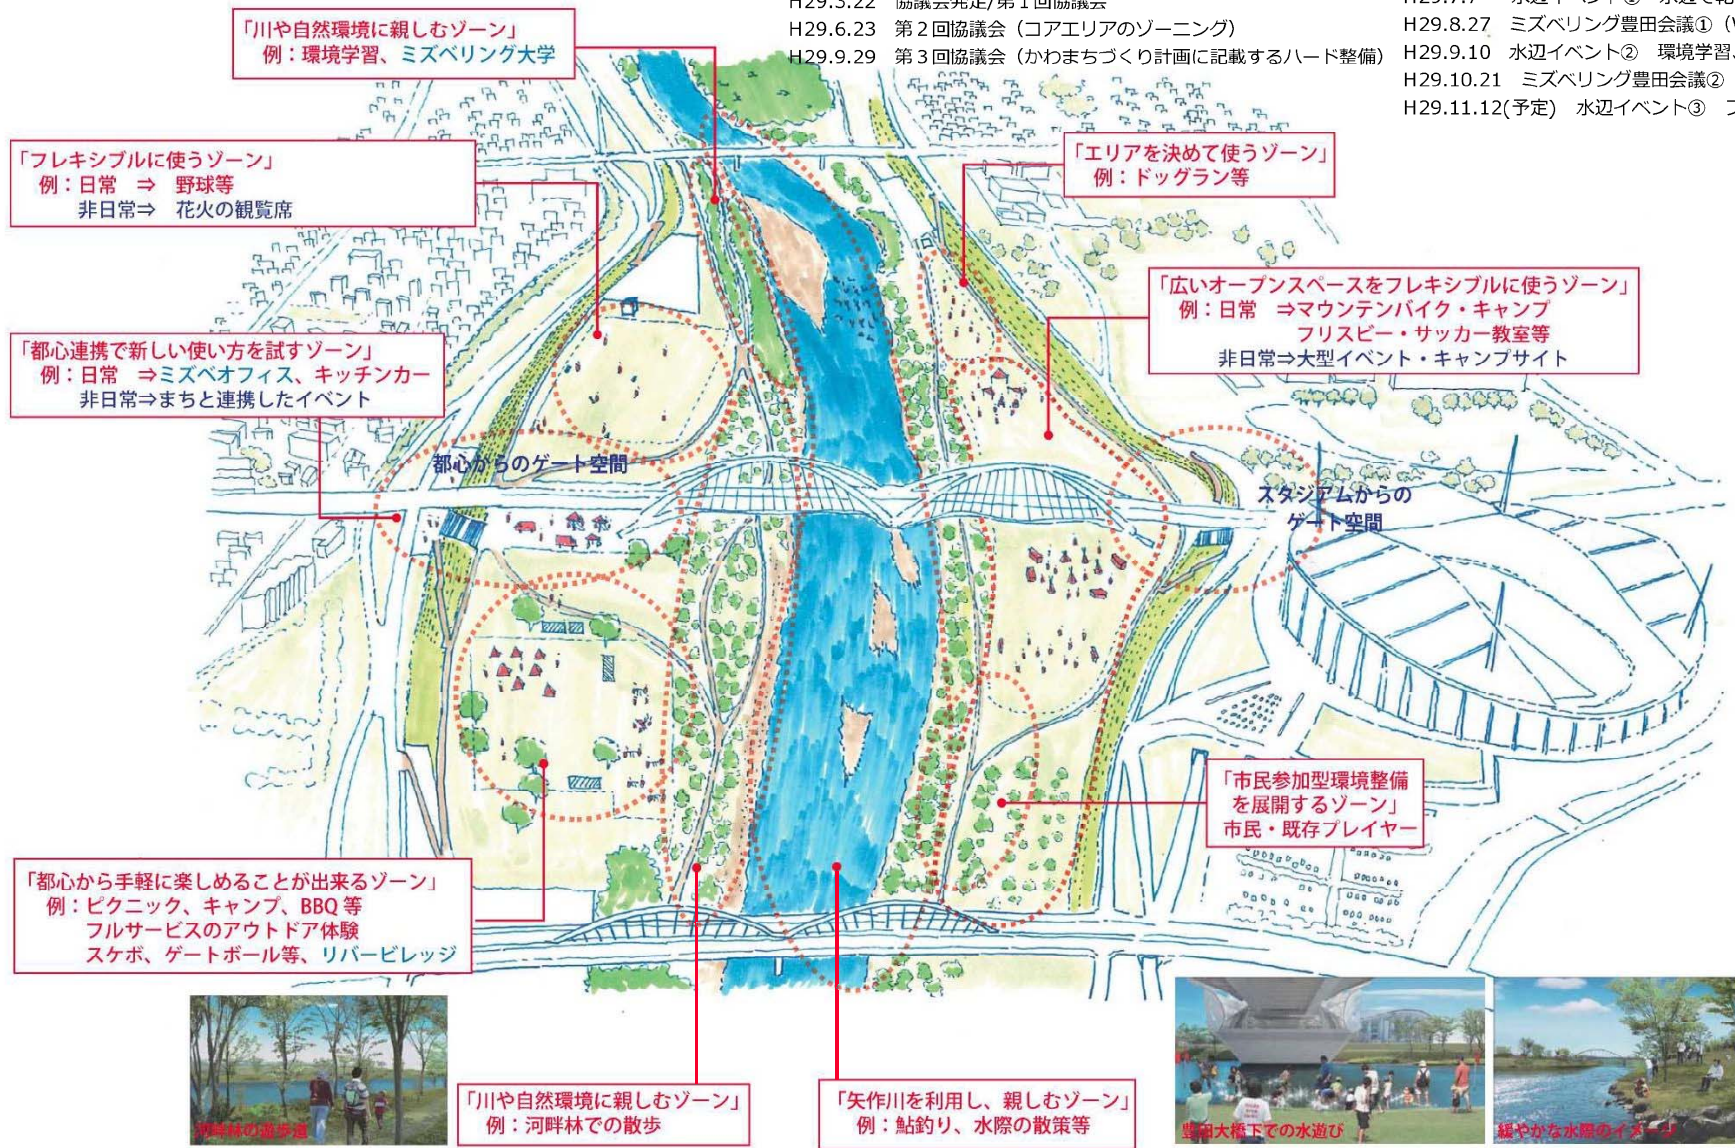 H29.3.22 協議会発足/第1回協議会
H29.6.23 第2回協議会（コアエリアのゾーニング）
H29.9.29 第3回協議会（かわまちづくり計画に記載するハード整備）
H29.7.7 水辺イベント
H29.8.27 ミズベリング豊田会議①
H29.9.10 水辺イベント② 環境学習、
H29.10.21 ミズベリング豊田会議②
H29.11.12(予定) 水辺イベント③
「川や自然環境に親しむゾーン」
例：環境学習、ミズベリング大学
「フレキシブルに使うゾーン」
例：日常 ⇒ 野球等
非日常⇒ 花火の観覧席
「エリアを決めて使うゾーン」
例：ドッグラン等
「広いオープンスペースをフレキシブルに使うゾーン」
例：日常 ⇒マウンテンバイク・キャンプ
フリスビー・サッカー教室等
非日常⇒大型イベント・キャンプサイト
「都心連携で新しい使い方を試すゾーン」
例：日常 ⇒ミズベオフィス、キッチンカー
非日常⇒まちと連携したイベント
都心からのゲート空間
スタジアムからの
ゲート空間
「市民参加型環境整備
を展開するゾーン」
市民・既存プレイヤー
「都心から手軽に楽しめることが出来るゾーン」
例：ピクニック、キャンプ、BBQ 等
フルサービスのアウトドア体験
スケボ、ゲートボール等、リバービレッジ
河畔林の遊歩道
「川や自然環境に親しむゾーン」
例：河畔林での散歩
「矢作川を利用し、親しむゾーン」
例：鮎釣り、水際の散策等
豊田大橋下での水遊び
緩やかな水際のイメージ